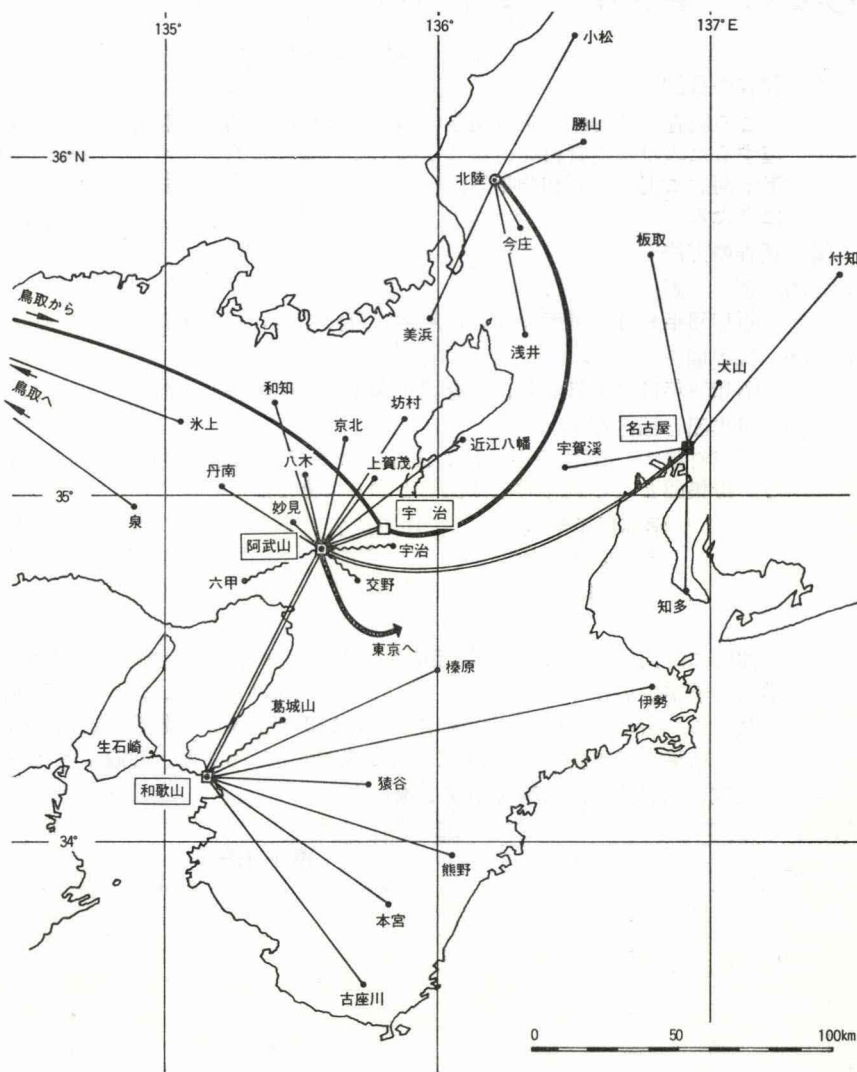 135°
136°
137°E
小松
勝山
36°N
北陸
今庄
板取
付知
鳥取から
美浜
浅井
犬山
鳥取へ
和知
坊村
氷上
京北
近江八幡
宇賀渓
名古屋
丹南
八木
上賀茂
35°
妙見
宇治
泉
阿武山
宇治
六甲
交野
知多
東京へ
榛原
伊勢
葛城山
生石崎
和歌山
猿谷
34°
熊野
本宮
古座川
0 50 100km